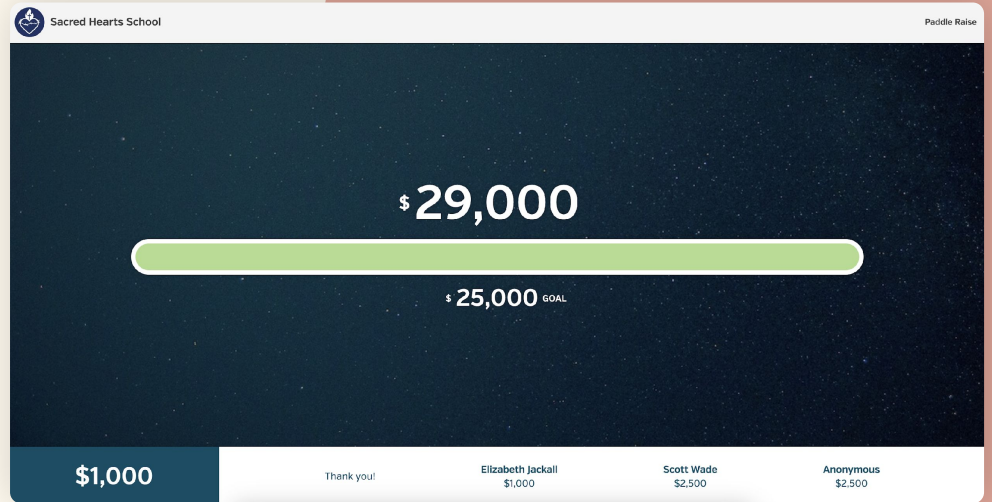 Sacred Hearts School
Paddle Raise
$29,000
$ 25,000 GOAL
$1,000
Thank you!
Elizabeth Jackall
$1,000
Scott Wade
$2,500
Anonymous
$2,500